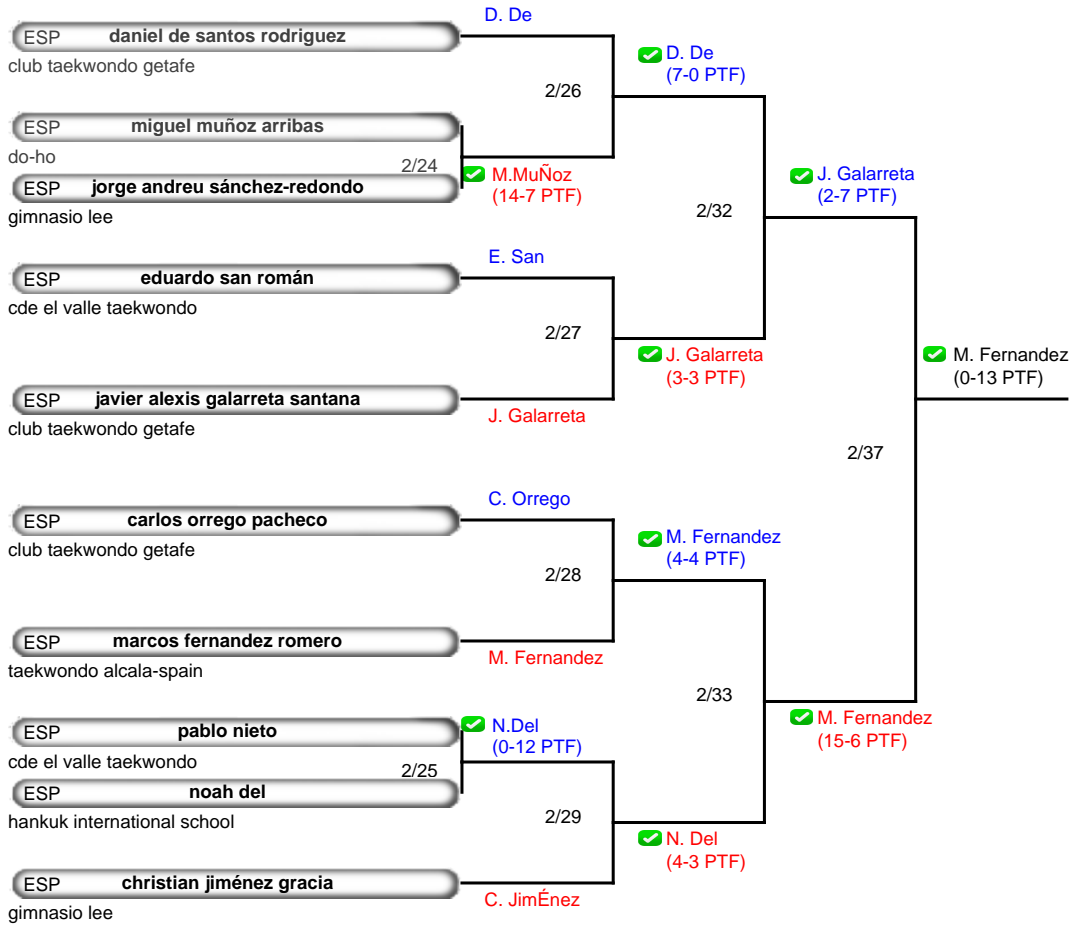 D. De
ESP daniel de santos rodriguez
club taekwondo getafe
D. De
(7-0 PTF)
2/26
ESP miguel muñoz arribas
do-ho
2/24
M.MuÑoz
(14-7 PTF)
ESP jorge andreu sánchez-redondo
gimnasio lee
J. Galarreta
(2-7 PTF)
2/32
E. San
ESP eduardo san román
cde el valle taekwondo
2/27
J. Galarreta
(3-3 PTF)
M. Fernandez
(0-13 PTF)
ESP javier alexis galarreta santana
club taekwondo getafe
J. Galarreta
2/37
C. Orrego
ESP carlos orrego pacheco
club taekwondo getafe
M. Fernandez
(4-4 PTF)
2/28
ESP marcos fernandez romero
taekwondo alcala-spain
M. Fernandez
2/33
M. Fernandez
(15-6 PTF)
ESP pablo nieto
cde el valle taekwondo
N.Del
(0-12 PTF)
2/25
ESP noah del
hankuk international school
2/29
N. Del
(4-3 PTF)
ESP christian jiménez gracia
gimnasio lee
C. JimÉnez